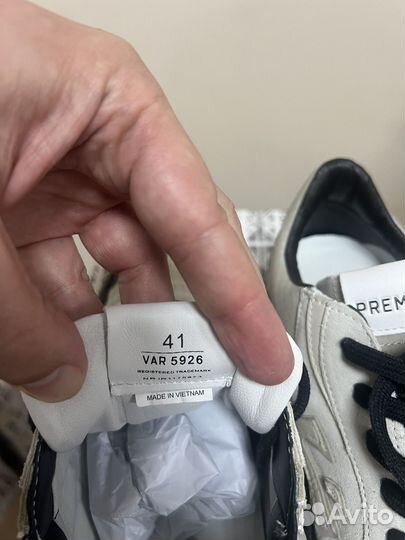 41
VAR 5926
REGISTERED TRADEMARK
MADE IN VIETNAM
PREM
Avito